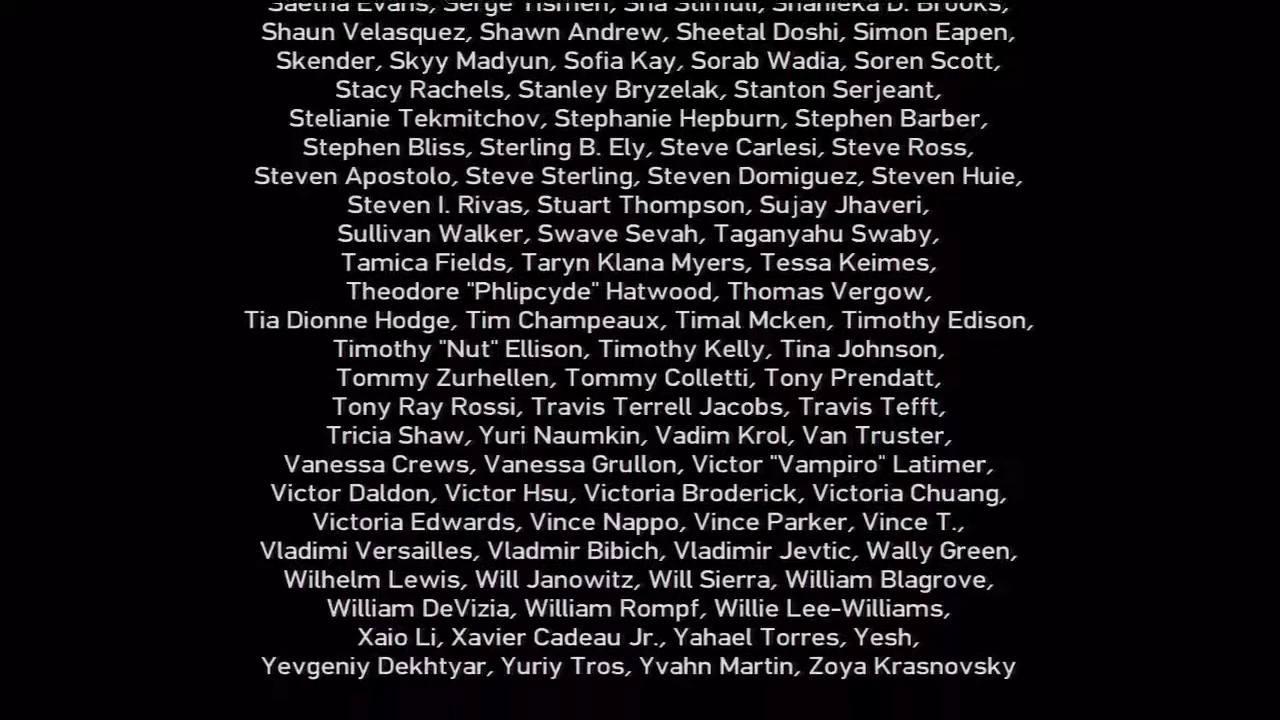 Saetha Evans, Serge Tismen, Sha Stimuli, Shanieka D. Brooks,
Shaun Velasquez, Shawn Andrew, Sheetal Doshi, Simon Eapen,
Skender, Skyy Madyun, Sofia Kay, Sorab Wadia, Soren Scott,
Stacy Rachels, Stanley Bryzelak, Stanton Serjeant,
Stelianie Tekmitchov, Stephanie Hepburn, Stephen Barber,
Stephen Bliss, Sterling B. Ely, Steve Carlesi, Steve Ross,
Steven Apostolo, Steve Sterling, Steven Domiguez, Steven Huie,
Steven I. Rivas, Stuart Thompson, Sujay Jhaveri,
Sullivan Walker, Swave Sevah, Taganyahu Swaby,
Tamica Fields, Taryn Klana Myers, Tessa Keimes,
Theodore "Phlipcyde" Hatwood, Thomas Vergow,
Tia Dionne Hodge, Tim Champeaux, Timal Mcken, Timothy Edison,
Timothy "Nut" Ellison, Timothy Kelly, Tina Johnson,
Tommy Zurhellen, Tommy Colletti, Tony Prendatt,
Tony Ray Rossi, Travis Terrell Jacobs, Travis Tefft,
Tricia Shaw, Yuri Naumkin, Vadim Krol, Van Truster,
Vanessa Crews, Vanessa Grullon, Victor "Vampiro" Latimer,
Victor Daldon, Victor Hsu, Victoria Broderick, Victoria Chuang,
Victoria Edwards, Vince Nappo, Vince Parker, Vince T.,
Vladimi Versailles, Vladmir Bibich, Vladimir Jevtic, Wally Green,
Wilhelm Lewis, Will Janowitz, Will Sierra, William Blagrove,
William DeVizia, William Rompf, Willie Lee-Williams,
Xaio Li, Xavier Cadeau Jr., Yahael Torres, Yesh,
Yevgeniy Dekhtyar, Yuriy Tros, Yvahn Martin, Zoya Krasnovsky